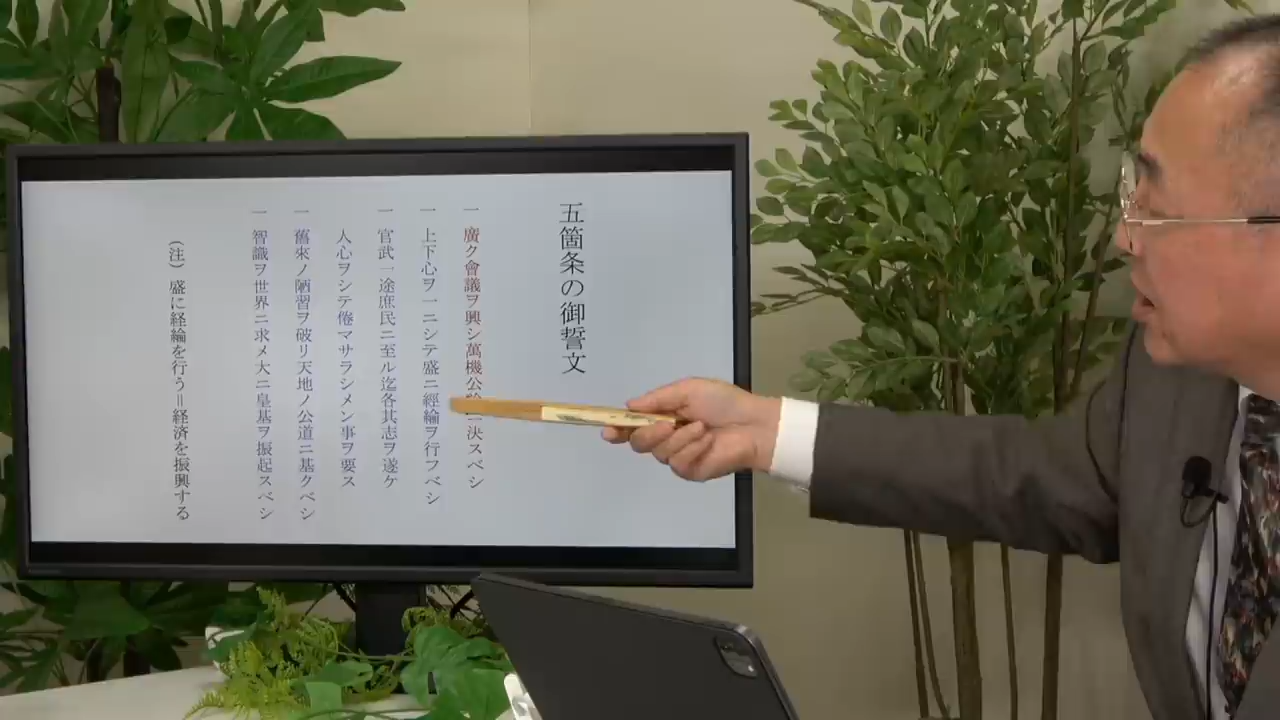 五箇条の御誓文
一 廣ク會議ヲ興シ萬機公 決スベシ
一 上下心ヲ一ニシテ盛ニ經綸ヲ行フベシ
一 官武一途庶民ニ至ル迄各其志ヲ遂ケ
人心ヲシテ倦マサラシメン事ヲ要ス
一 舊來ノ陋習ヲ破リ天地ノ公道ニ基クベシ
一 智識ヲ世界ニ求メ大ニ皇基ヲ振起スベシ
(注) 盛に経綸を行う=経済を振興する